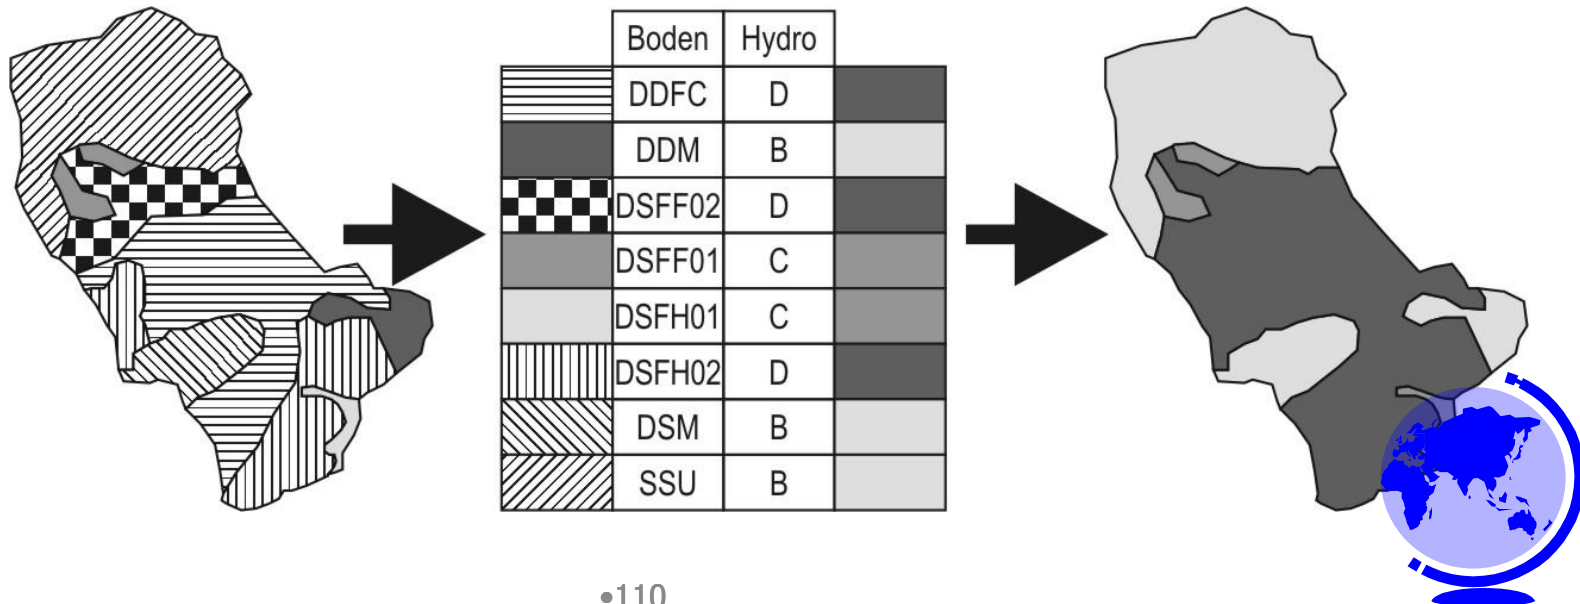 Boden Hydro
DDFC D
DDM B
DSFF02 D
DSFF01 C
DSFH01 C
DSFH02 D
DSM B
SSU B
•110